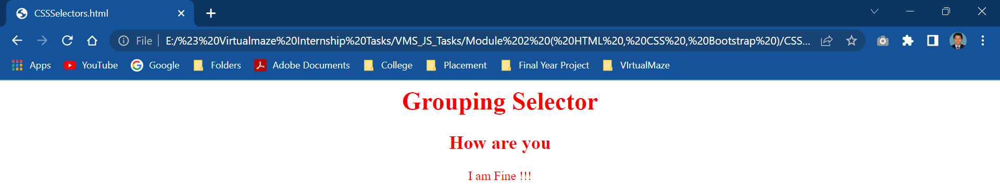 CSSSelectors.html
File E:/%23%20Virtualmaze%20Internship%20Tasks/VMS_JS_Tasks/Module%202%20(%20HTML%20,%20CSS%20,%20Bootstrap%20)/CSS...
Apps YouTube Google Folders Adobe Documents College Placement Final Year Project VIrtualMaze
Grouping Selector
How are you
I am Fine !!!